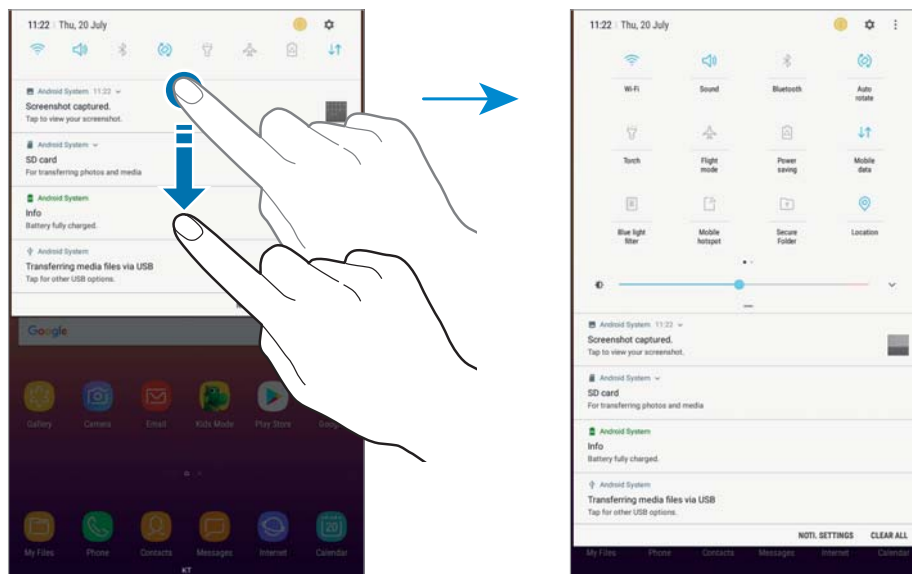 11:22 Thu, 20 July
Android System 11:22
Screenshot captured.
Tap to view your screenshot.
Android System
SD card
For transferring photos and media
Android System
Info
Battery fully charged.
Android System
Transferring media files via USB
Tap for other USB options.
Google
Gallery Camera Email Kids Mode Play Store
My Files Phone Contacts Messages Internet Calendar
KT
11:22 Thu, 20 July
Wi-Fi Sound Bluetooth Auto
rotate
Torch Flight Power Mobile
mode saving data
Blue light Mobile Secure Location
filter hotspot Folder
Android System 11:22
Screenshot captured.
Tap to view your screenshot.
Android System
SD card
For transferring photos and media
Android System
Info
Battery fully charged.
Android System
Transferring media files via USB
Tap for other USB options.
NOTI. SETTINGS CLEAR ALL
My Files Phone Contacts Messages Internet Calendar